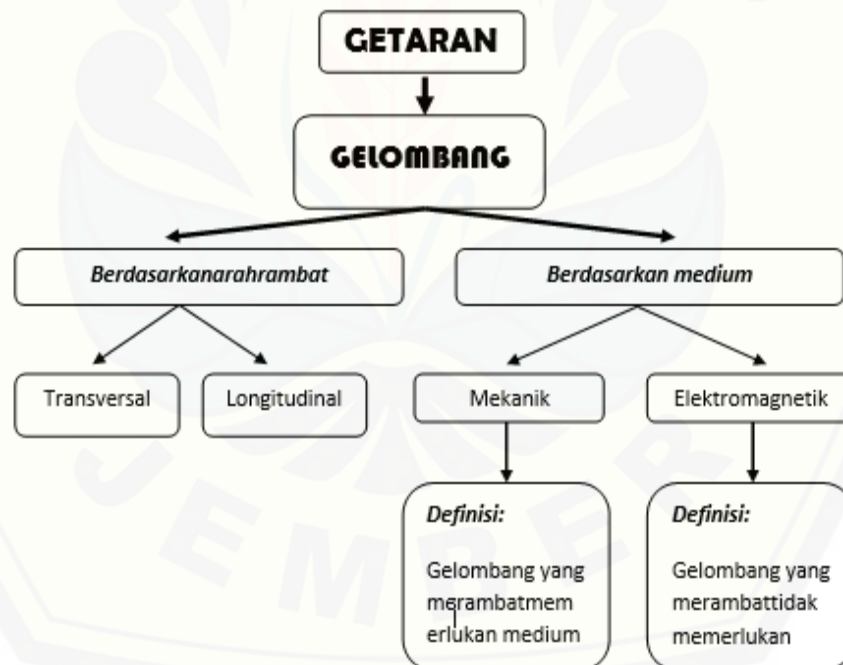 GETARAN
GELOMBANG
Berdasarkanarahrambat
Berdasarkan medium
Transversal
Longitudinal
Mekanik
Elektromagnetik
Definisi:
Gelombang yang
merambatmem
erlukan medium
Definisi:
Gelombang yang
merambattidak
memerlukan
JEMBER